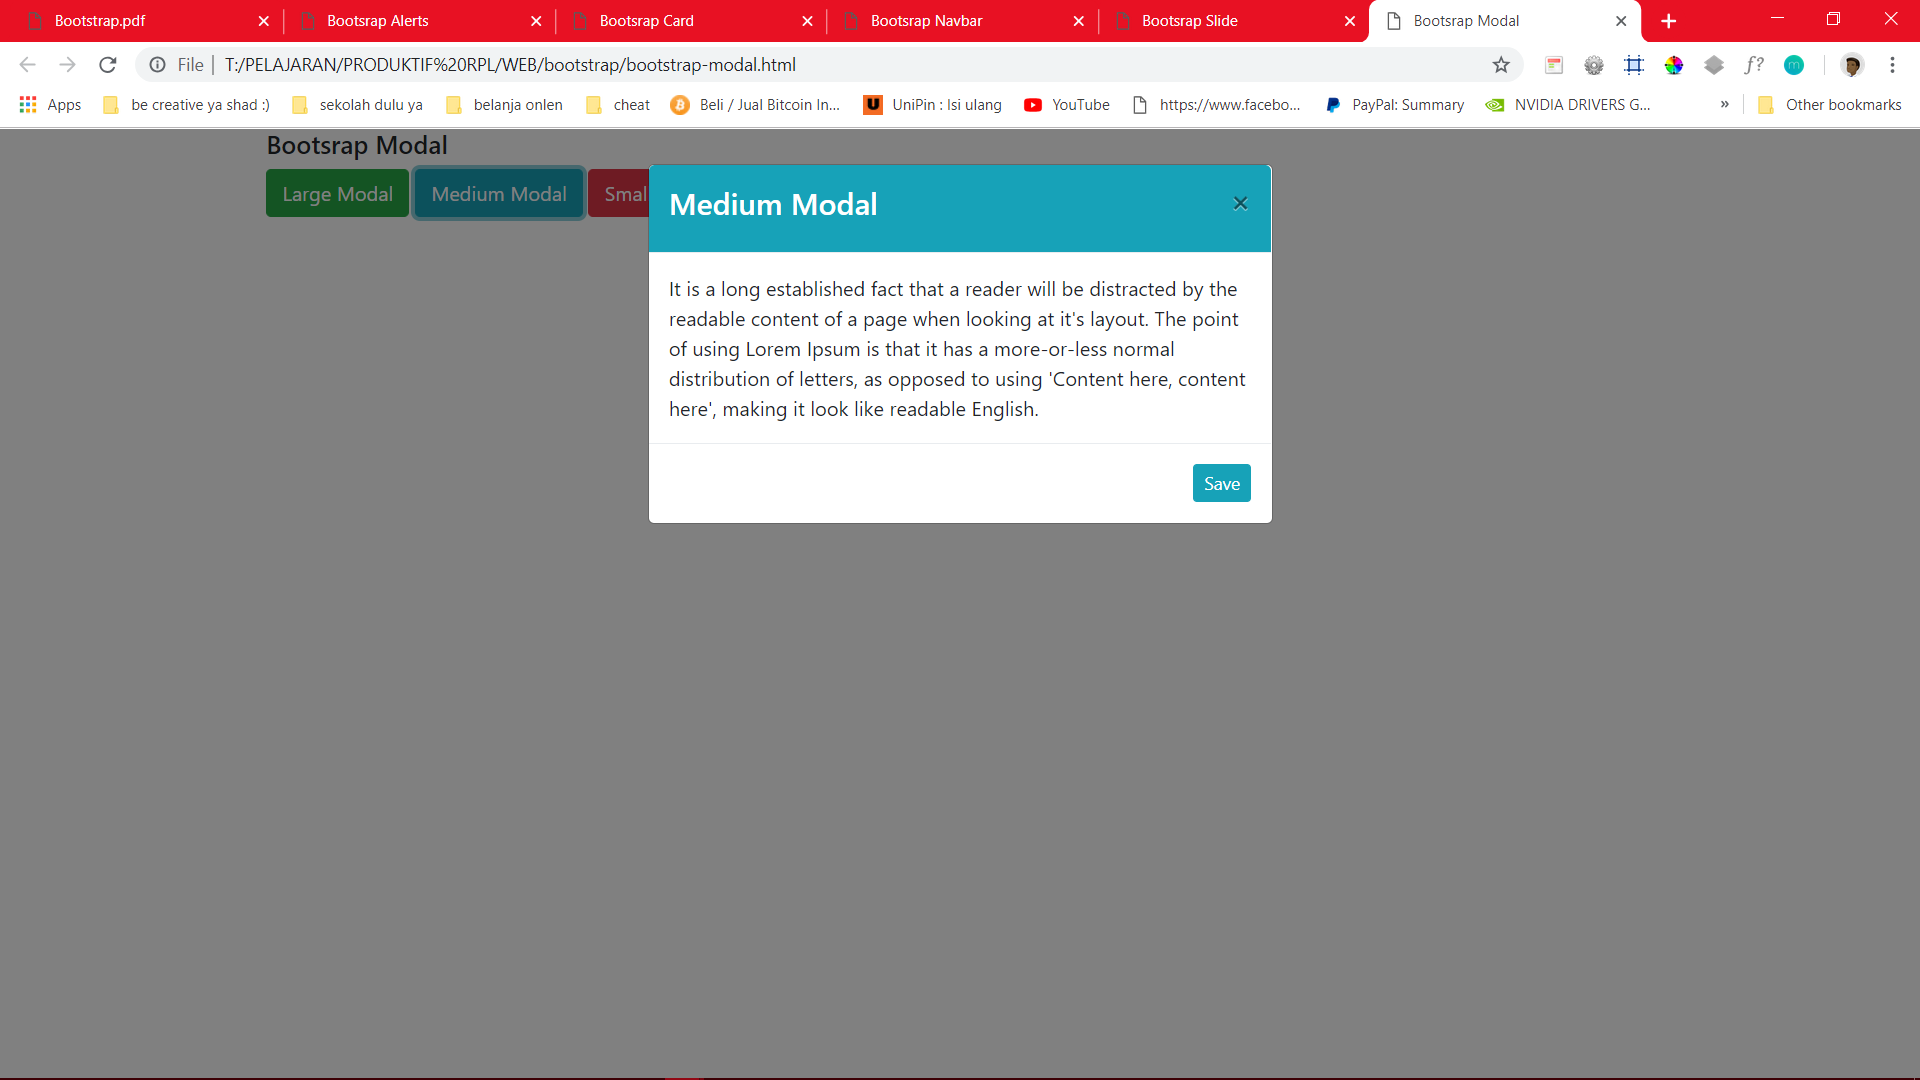 Bootstrap.pdf
Bootsrap Alerts
Bootsrap Card
Bootsrap Navbar
Bootsrap Slide
Bootsrap Modal
File T:/PELAJARAN/PRODUKTIF%20RPL/WEB/bootstrap/bootstrap-modal.html
f?
m
Apps
be creative ya shad :)
sekolah dulu ya
belanja onlen
cheat
Beli / Jual Bitcoin In...
UniPin : Isi ulang
YouTube
https://www.facebo...
PayPal: Summary
NVIDIA DRIVERS G...
»
Other bookmarks
Bootsrap Modal
Large Modal
Medium Modal
Smal
Medium Modal
×
It is a long established fact that a reader will be distracted by the
readable content of a page when looking at it's layout. The point
of using Lorem Ipsum is that it has a more-or-less normal
distribution of letters, as opposed to using 'Content here, content
here', making it look like readable English.
Save